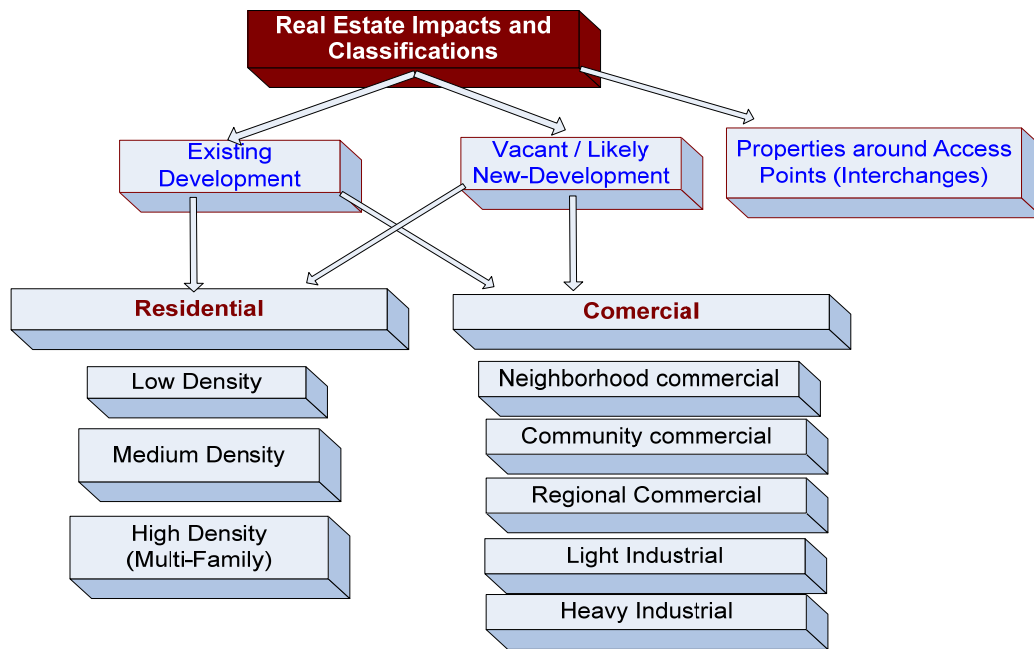 Real Estate Impacts and
Classifications
Existing
Development
Vacant / Likely
New-Development
Properties around Access
Points (Interchanges)
Residential
Comercial
Low Density
Medium Density
High Density
(Multi-Family)
Neighborhood commercial
Community commercial
Regional Commercial
Light Industrial
Heavy Industrial